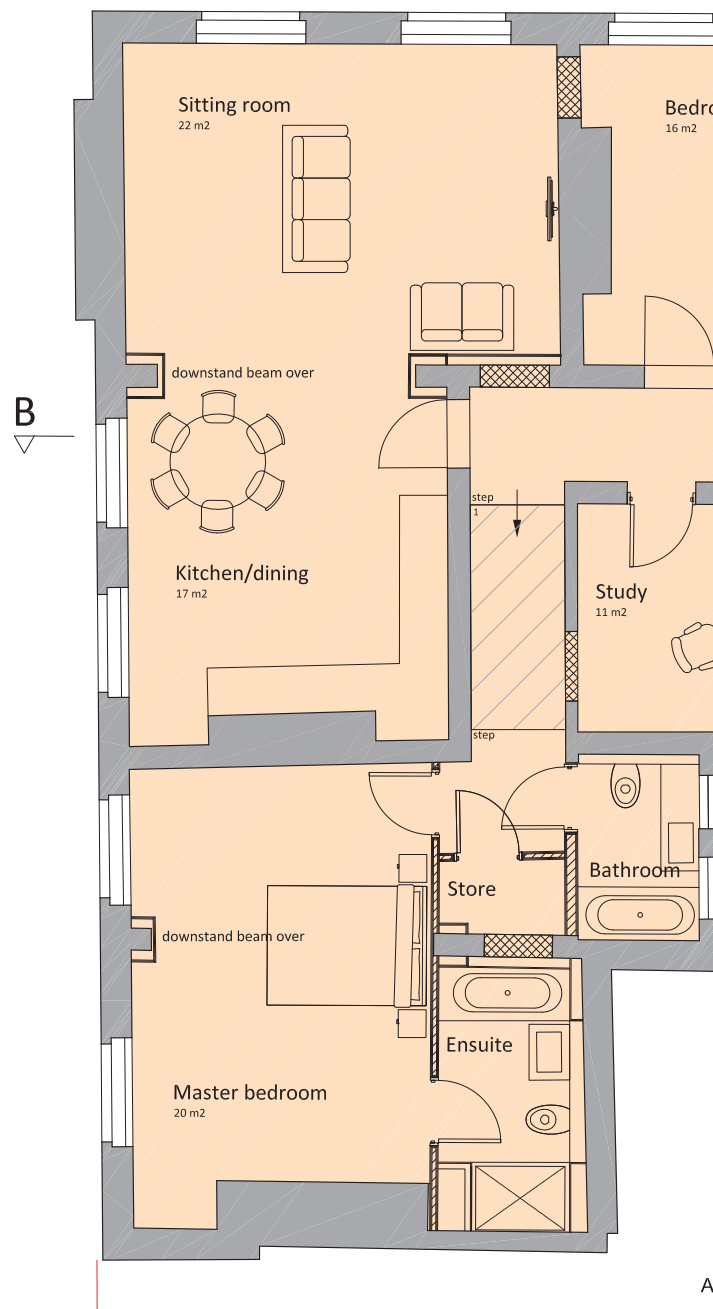 Sitting room
22 m2
Bedro
16 m2
downstand beam over
B
step
1
Kitchen/dining
17 m2
Study
11 m2
step
Store
Bathroom
downstand beam over
Ensuite
Master bedroom
20 m2
A